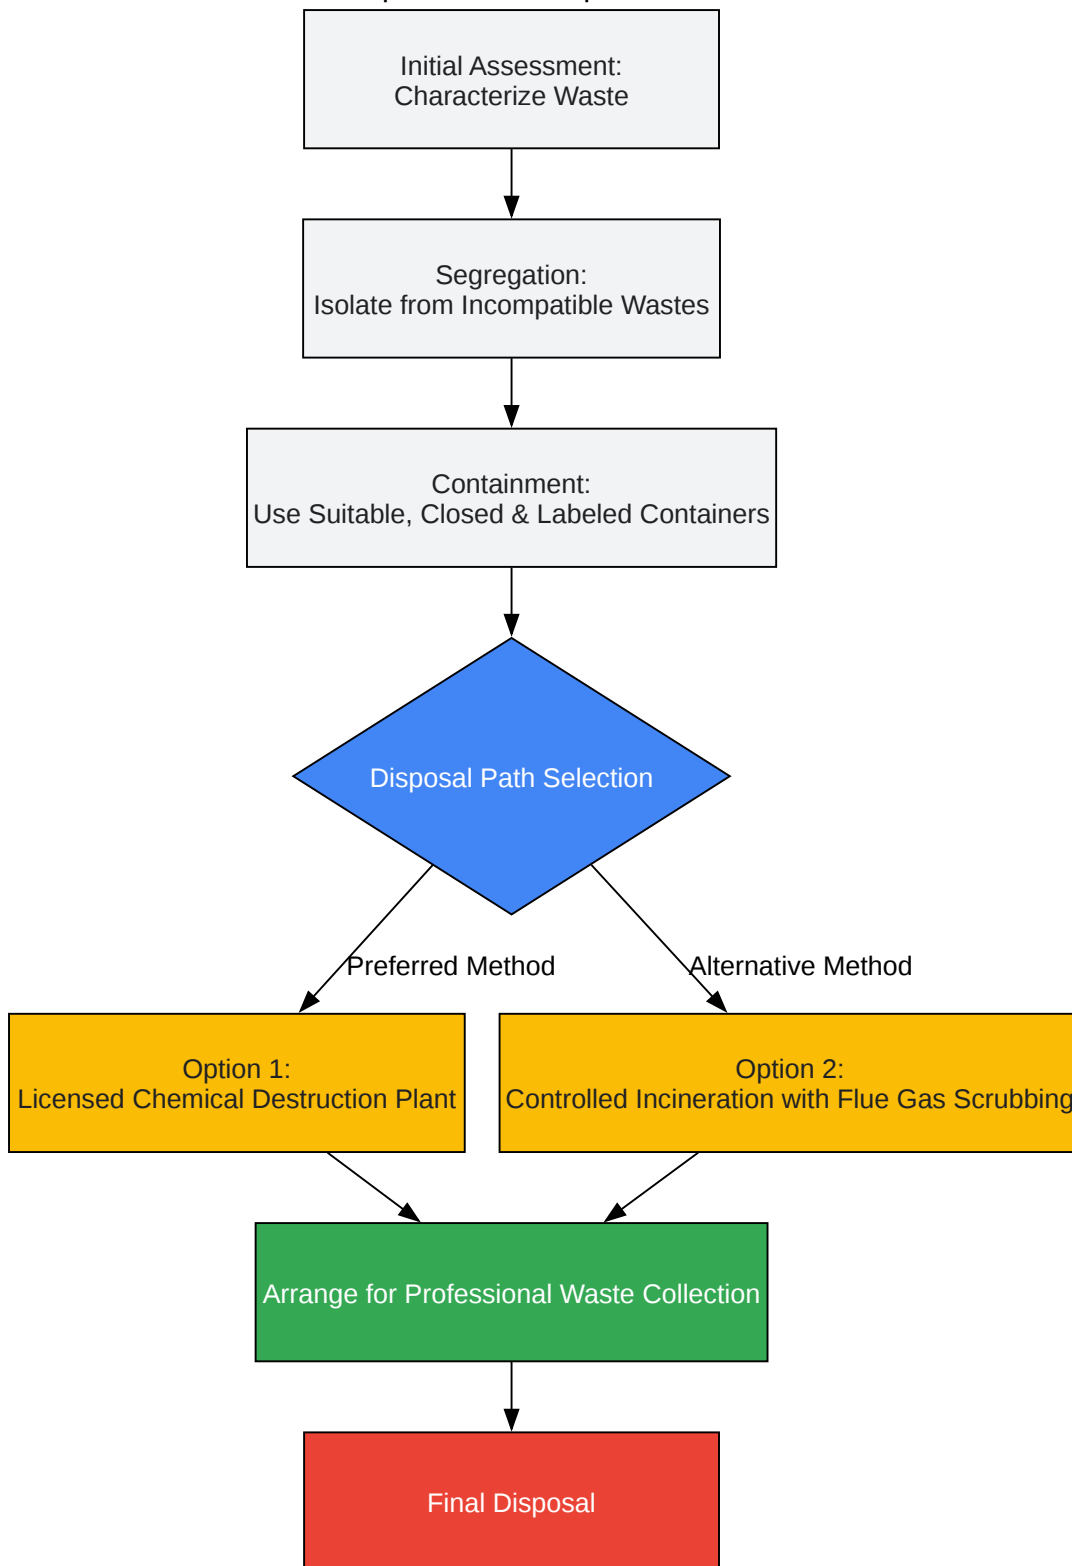 Initial Assessment:
Characterize Waste
Segregation:
Isolate from Incompatible Wastes
Containment:
Use Suitable, Closed & Labeled Containers
Disposal Path Selection
Preferred Method
Alternative Method
Option 1:
Licensed Chemical Destruction Plant
Option 2:
Controlled Incineration with Flue Gas Scrubbing
Arrange for Professional Waste Collection
Final Disposal